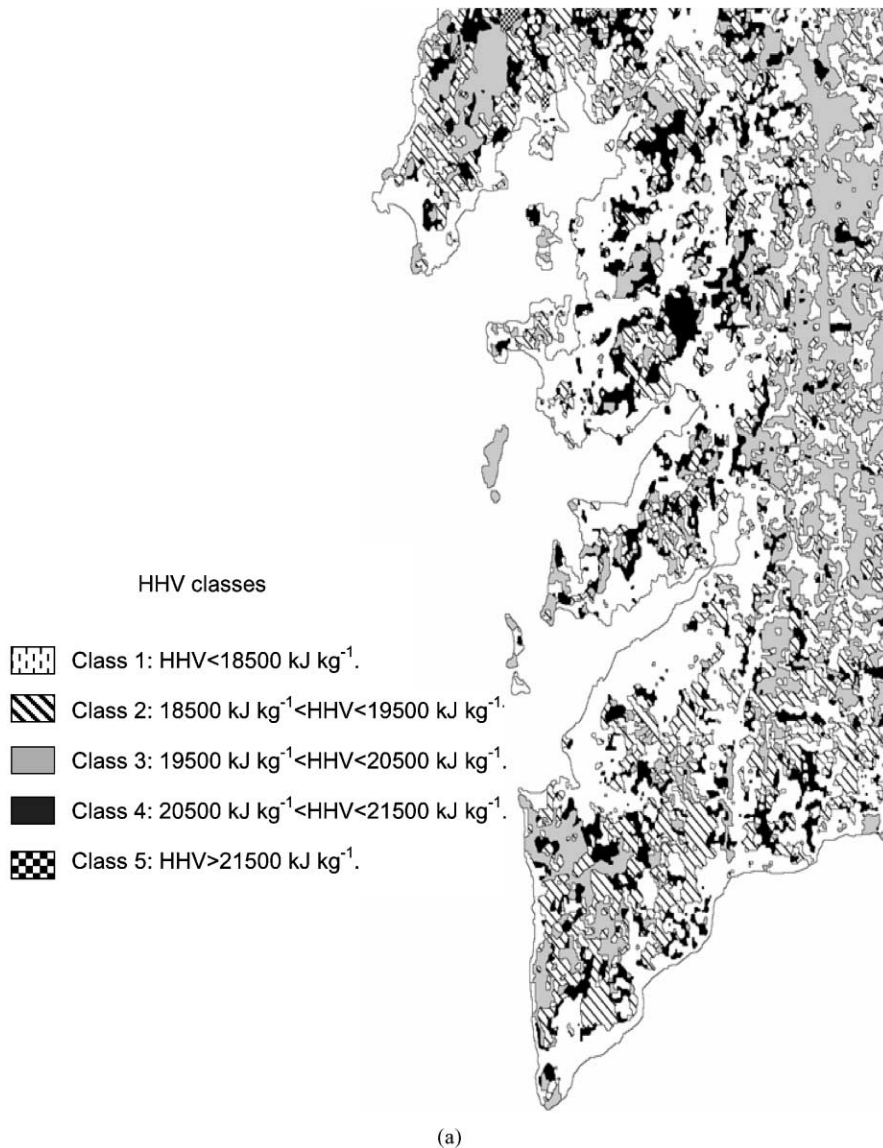 HHV classes
Class 1: HHV<18500 kJ kg⁻¹.
Class 2: 18500 kJ kg⁻¹<HHV<19500 kJ kg⁻¹.
Class 3: 19500 kJ kg⁻¹<HHV<20500 kJ kg⁻¹.
Class 4: 20500 kJ kg⁻¹<HHV<21500 kJ kg⁻¹.
Class 5: HHV>21500 kJ kg⁻¹.
(a)